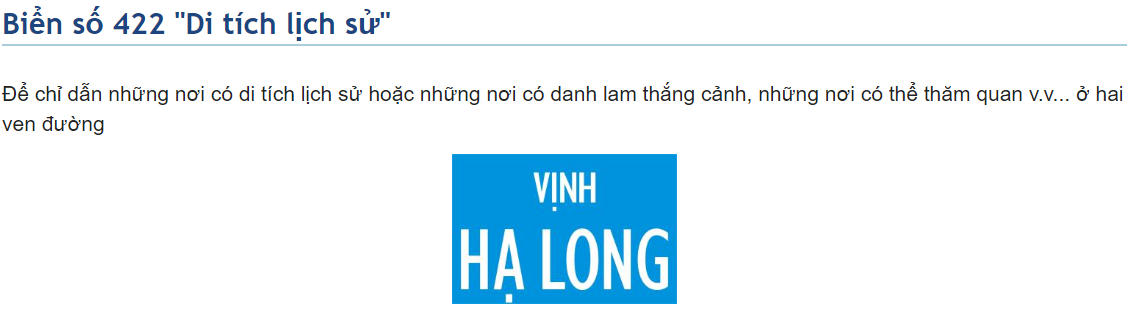 Biển số 422 "Di tích lịch sử"
Để chỉ dẫn những nơi có di tích lịch sử hoặc những nơi có danh lam thắng cảnh, những nơi có thể thăm quan v.v... ở hai
ven đường
VỊNH
HẠ LONG